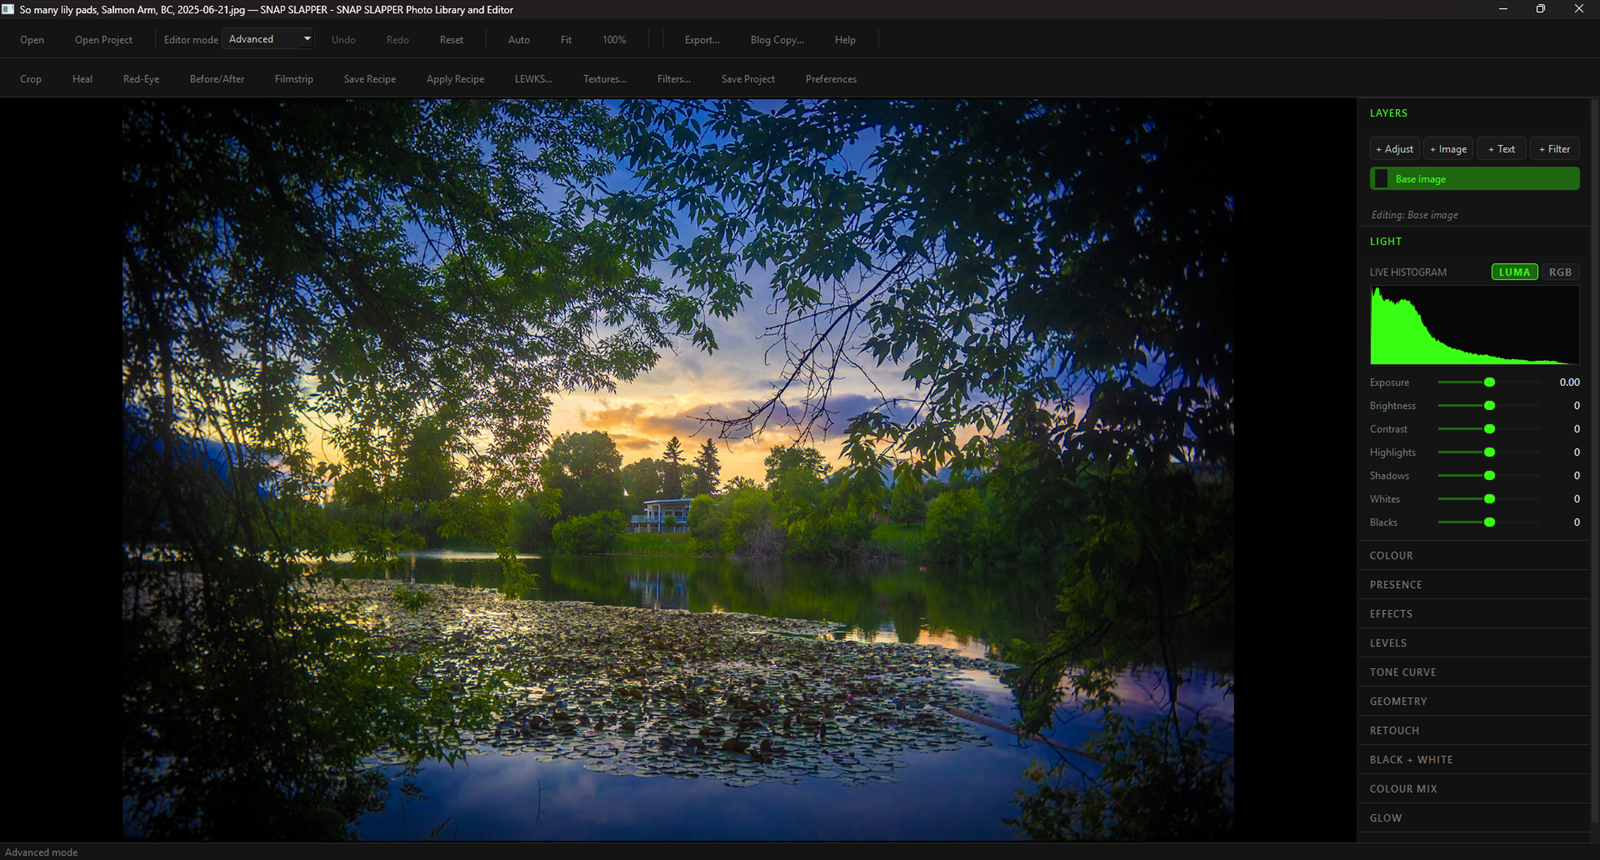 So many lily pads, Salmon Arm, BC, 2025-06-21.jpg — SNAP SLAPPER - SNAP SLAPPER Photo Library and Editor
Open Open Project Editor mode Advanced Undo Redo Reset Auto Fit 100% Export... Blog Copy... Help
Crop Heal Red-Eye Before/After Filmstrip Save Recipe Apply Recipe LEWKS... Textures... Filters... Save Project Preferences
LAYERS
+ Adjust + Image + Text + Filter
Base image
Editing: Base image
LIGHT
LIVE HISTOGRAM LUMA RGB
Exposure 0.00
Brightness 0
Contrast 0
Highlights 0
Shadows 0
Whites 0
Blacks 0
COLOUR
PRESENCE
EFFECTS
LEVELS
TONE CURVE
GEOMETRY
RETOUCH
BLACK + WHITE
COLOUR MIX
GLOW
Advanced mode